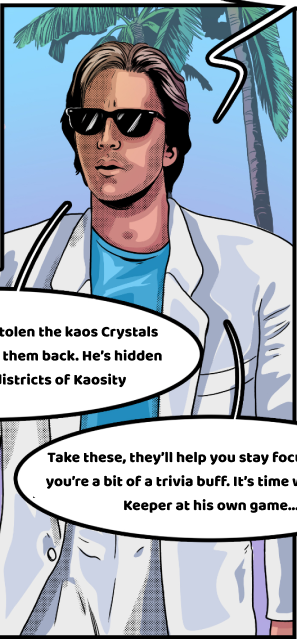 tolen the kaos Crystals
them back. He's hidden
districts of Kaosity
Take these, they'll help you stay focu
you're a bit of a trivia buff. It's time w
Keeper at his own game...